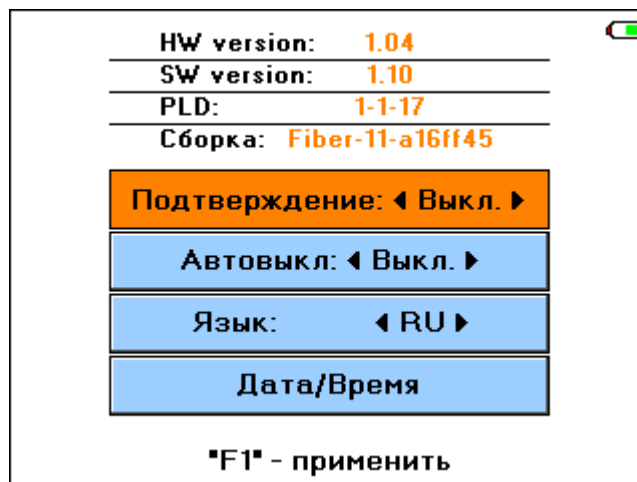 HW version: 1.04
SW version: 1.10
PLD: 1-1-17
Сборка: Fiber-11-a16ff45
Подтверждение: Выкл.
Автовыкл: Выкл.
Язык: RU
Дата/Время
"F1" - применить